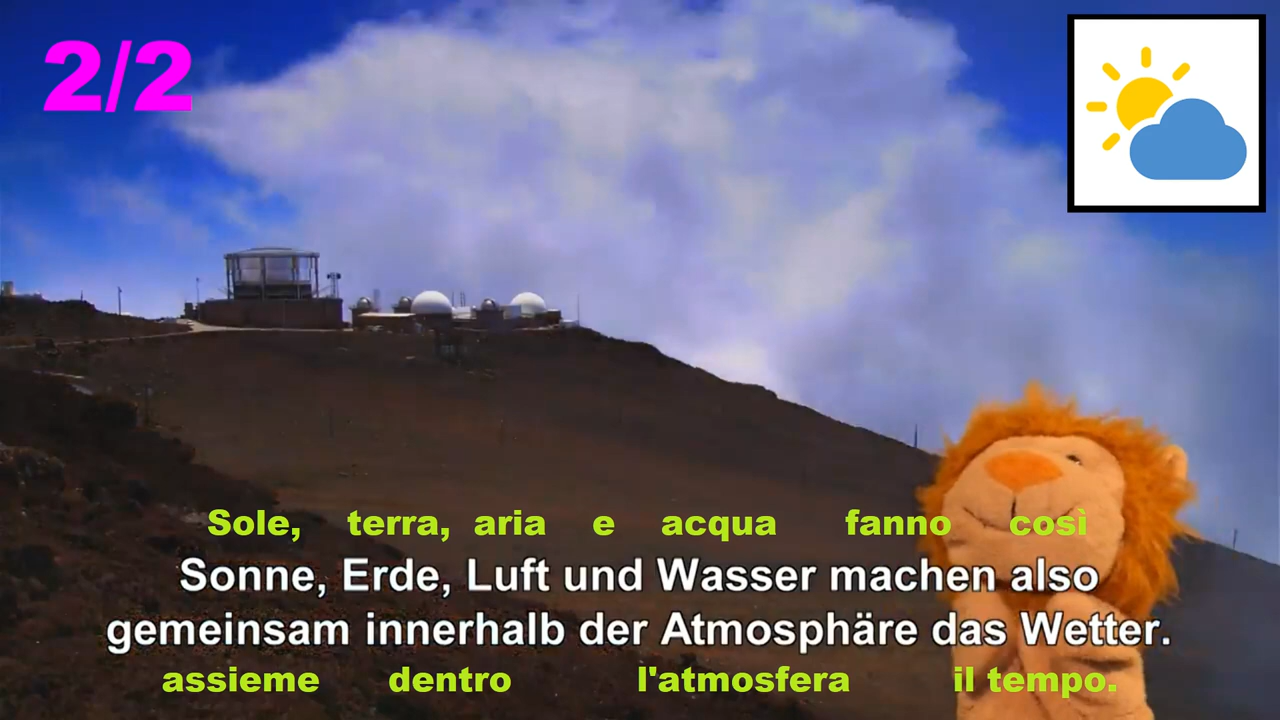 2/2
Sole, terra, aria e acqua fanno così
Sonne, Erde, Luft und Wasser machen also
gemeinsam innerhalb der Atmosphäre das Wetter.
assieme dentro l'atmosfera il tempo.